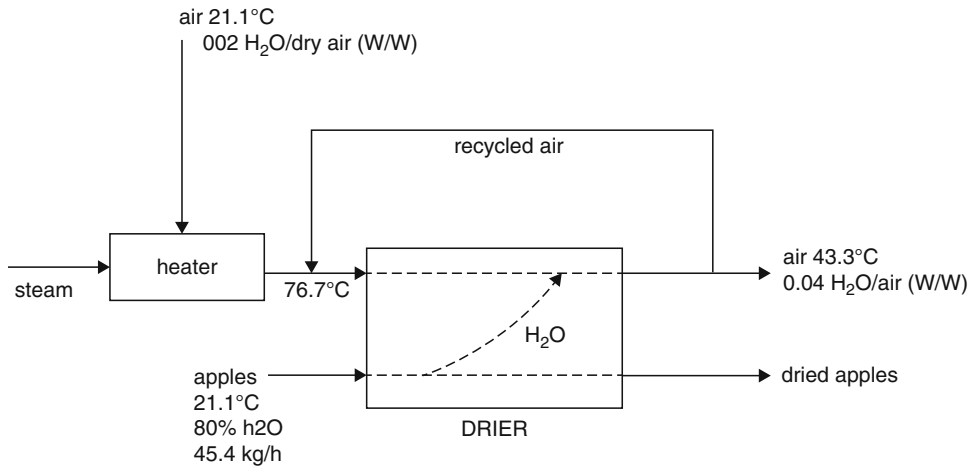 air 21.1°C
002 H₂O/dry air (W/W)
recycled air
heater
steam
76.7°C
air 43.3°C
0.04 H₂O/air (W/W)
H₂O
apples
21.1°C
80% h2O
45.4 kg/h
dried apples
DRIER